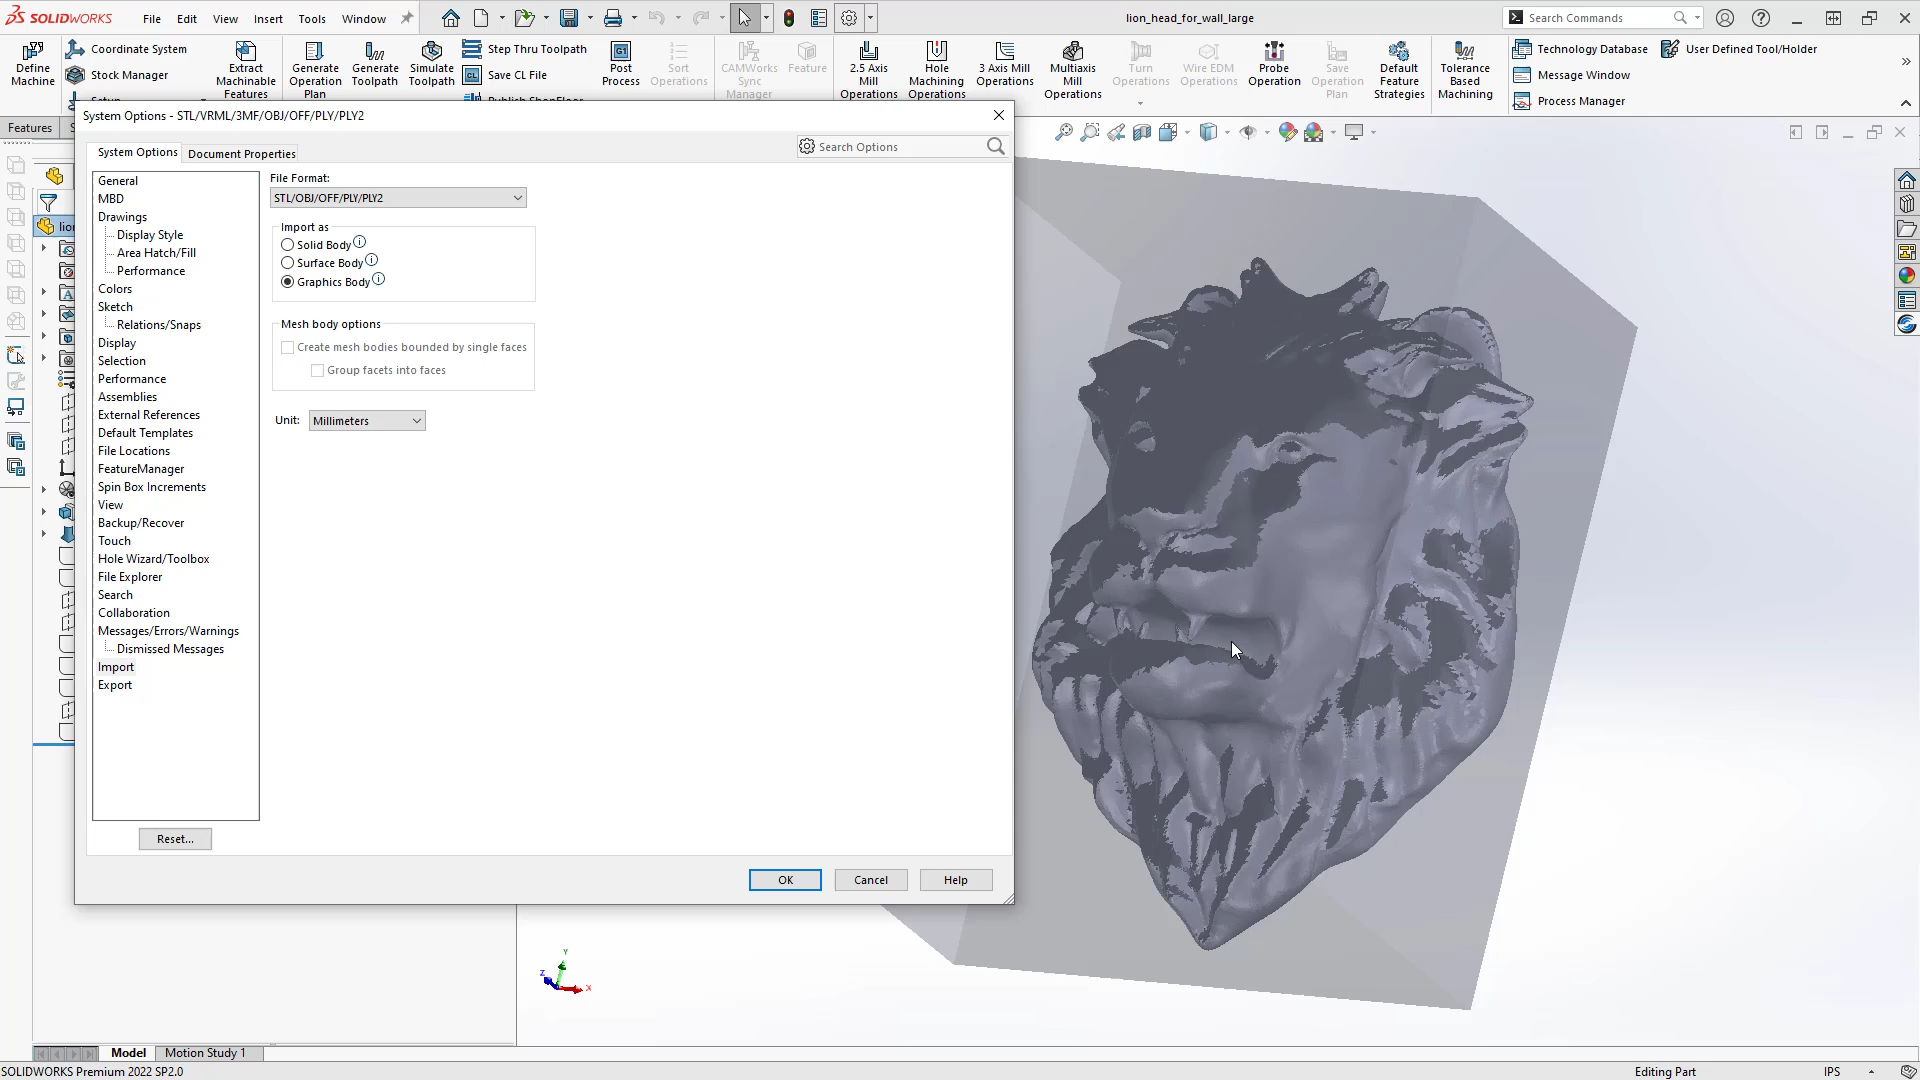 SOLIDWORKS File Edit View Insert Tools Window lion_head_for_wall_large Search Commands
Define Machine
Coordinate System
Stock Manager
Extract Machinable Features
Generate Operation Plan
Generate Toolpath
Simulate Toolpath
Step Thru Toolpath
Save CL File
G1
CL
Post Process
Sort Operations
CAMWorks Sync Manager
Feature
2.5 Axis Mill Operations
Hole Machining Operations
3 Axis Mill Operations
Multiaxis Mill Operations
Turn Operations
Wire EDM Operations
Probe Operation
Save Operation Plan
Default Feature Strategies
Tolerance Based Machining
Technology Database
User Defined Tool/Holder
Message Window
Process Manager
Features
System Options - STL/VRML/3MF/OBJ/OFF/PLY/PLY2
System Options Document Properties
Search Options
General
MBD
Drawings
Display Style
Area Hatch/Fill
Performance
Colors
Sketch
Relations/Snaps
Display
Selection
Performance
Assemblies
External References
Default Templates
File Locations
FeatureManager
Spin Box Increments
View
Backup/Recover
Touch
Hole Wizard/Toolbox
File Explorer
Search
Collaboration
Messages/Errors/Warnings
Dismissed Messages
Import
Export
Reset...
File Format:
STL/OBJ/OFF/PLY/PLY2
Import as
Solid Body
Surface Body
Graphics Body
Mesh body options
Create mesh bodies bounded by single faces
Group facets into faces
Unit: Millimeters
OK Cancel Help
Y
Z
X
Model Motion Study 1
SOLIDWORKS Premium 2022 SP2.0 Editing Part IPS